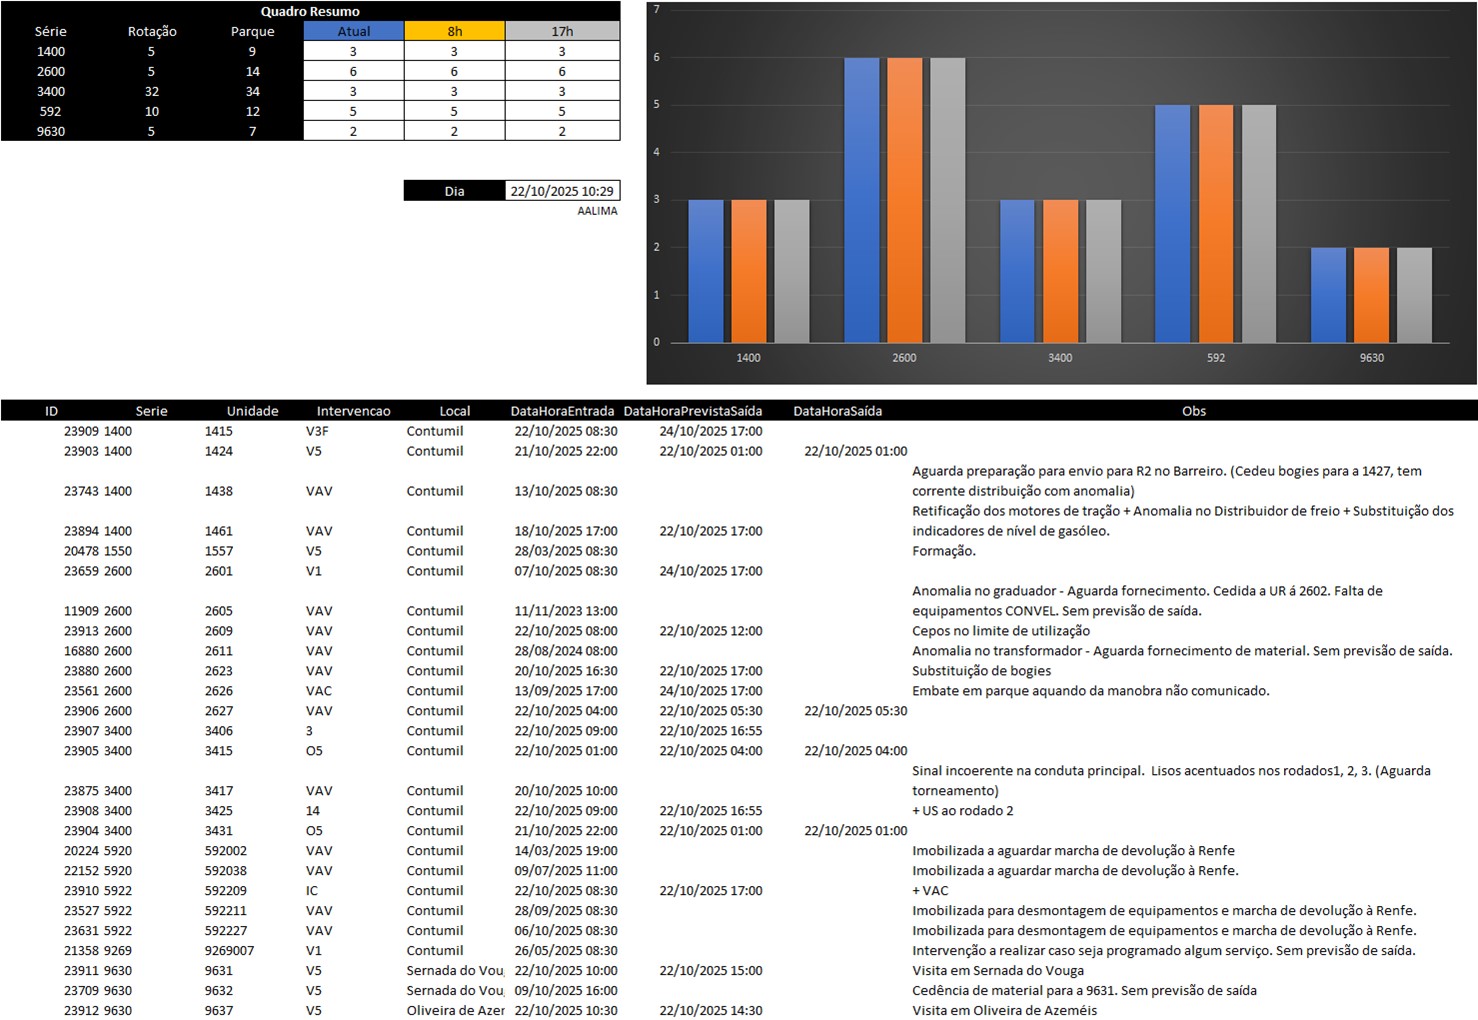 Quadro Resumo
Série Rotação Parque Atual 8h 17h
1400 5 9 3 3 3
2600 5 14 6 6 6
3400 32 34 3 3 3
592 10 12 5 5 5
9630 5 7 2 2 2
Dia 22/10/2025 10:29
AALIMA
7
6
5
4
3
2
1
0
1400 2600 3400 592 9630
ID Serie Unidade Intervencao Local DataHoraEntrada DataHoraPrevistaSaída DataHoraSaída Obs
23909 1400 1415 V3F Contumil 22/10/2025 08:30 24/10/2025 17:00
23903 1400 1424 V5 Contumil 21/10/2025 22:00 22/10/2025 01:00 22/10/2025 01:00
Aguarda preparação para envio para R2 no Barreiro. (Cedeu bogies para a 1427, tem
23743 1400 1438 VAV Contumil 13/10/2025 08:30 corrente distribuição com anomalia)
Retificação dos motores de tração + Anomalia no Distribuidor de freio + Substituição dos
23894 1400 1461 VAV Contumil 18/10/2025 17:00 22/10/2025 17:00 indicadores de nível de gasóleo.
20478 1550 1557 V5 Contumil 28/03/2025 08:30 Formação.
23659 2600 2601 V1 Contumil 07/10/2025 08:30 24/10/2025 17:00
Anomalia no graduador - Aguarda fornecimento. Cedida a UR á 2602. Falta de
11909 2600 2605 VAV Contumil 11/11/2023 13:00 equipamentos CONVEL. Sem previsão de saída.
23913 2600 2609 VAV Contumil 22/10/2025 08:00 22/10/2025 12:00 Cepos no limite de utilização
16880 2600 2611 VAV Contumil 28/08/2024 08:00 Anomalia no transformador - Aguarda fornecimento de material. Sem previsão de saída.
23880 2600 2623 VAV Contumil 20/10/2025 16:30 22/10/2025 17:00 Substituição de bogies
23561 2600 2626 VAC Contumil 13/09/2025 17:00 24/10/2025 17:00 Embate em parque aquando da manobra não comunicado.
23906 2600 2627 VAV Contumil 22/10/2025 04:00 22/10/2025 05:30 22/10/2025 05:30
23907 3400 3406 3 Contumil 22/10/2025 09:00 22/10/2025 16:55
23905 3400 3415 O5 Contumil 22/10/2025 01:00 22/10/2025 04:00 22/10/2025 04:00
Sinal incoerente na conduta principal.  Lisos acentuados nos rodados1, 2, 3. (Aguarda
23875 3400 3417 VAV Contumil 20/10/2025 10:00 torneamento)
23908 3400 3425 14 Contumil 22/10/2025 09:00 22/10/2025 16:55 + US ao rodado 2
23904 3400 3431 O5 Contumil 21/10/2025 22:00 22/10/2025 01:00 22/10/2025 01:00
20224 5920 592002 VAV Contumil 14/03/2025 19:00 Imobilizada a aguardar marcha de devolução à Renfe
22152 5920 592038 VAV Contumil 09/07/2025 11:00 Imobilizada a aguardar marcha de devolução à Renfe.
23910 5922 592209 IC Contumil 22/10/2025 08:30 22/10/2025 17:00 + VAC
23527 5922 592211 VAV Contumil 28/09/2025 08:30 Imobilizada para desmontagem de equipamentos e marcha de devolução à Renfe.
23631 5922 592227 VAV Contumil 06/10/2025 08:30 Imobilizada para desmontagem de equipamentos e marcha de devolução à Renfe.
21358 9269 9269007 V1 Contumil 26/05/2025 08:30 Intervenção a realizar caso seja programado algum serviço. Sem previsão de saída.
23911 9630 9631 V5 Sernada do Vou 22/10/2025 10:00 22/10/2025 15:00 Visita em Sernada do Vouga
23709 9630 9632 V5 Sernada do Vou 09/10/2025 16:00 Cedência de material para a 9631. Sem previsão de saída
23912 9630 9637 V5 Oliveira de Azer 22/10/2025 10:30 22/10/2025 14:30 Visita em Oliveira de Azeméis